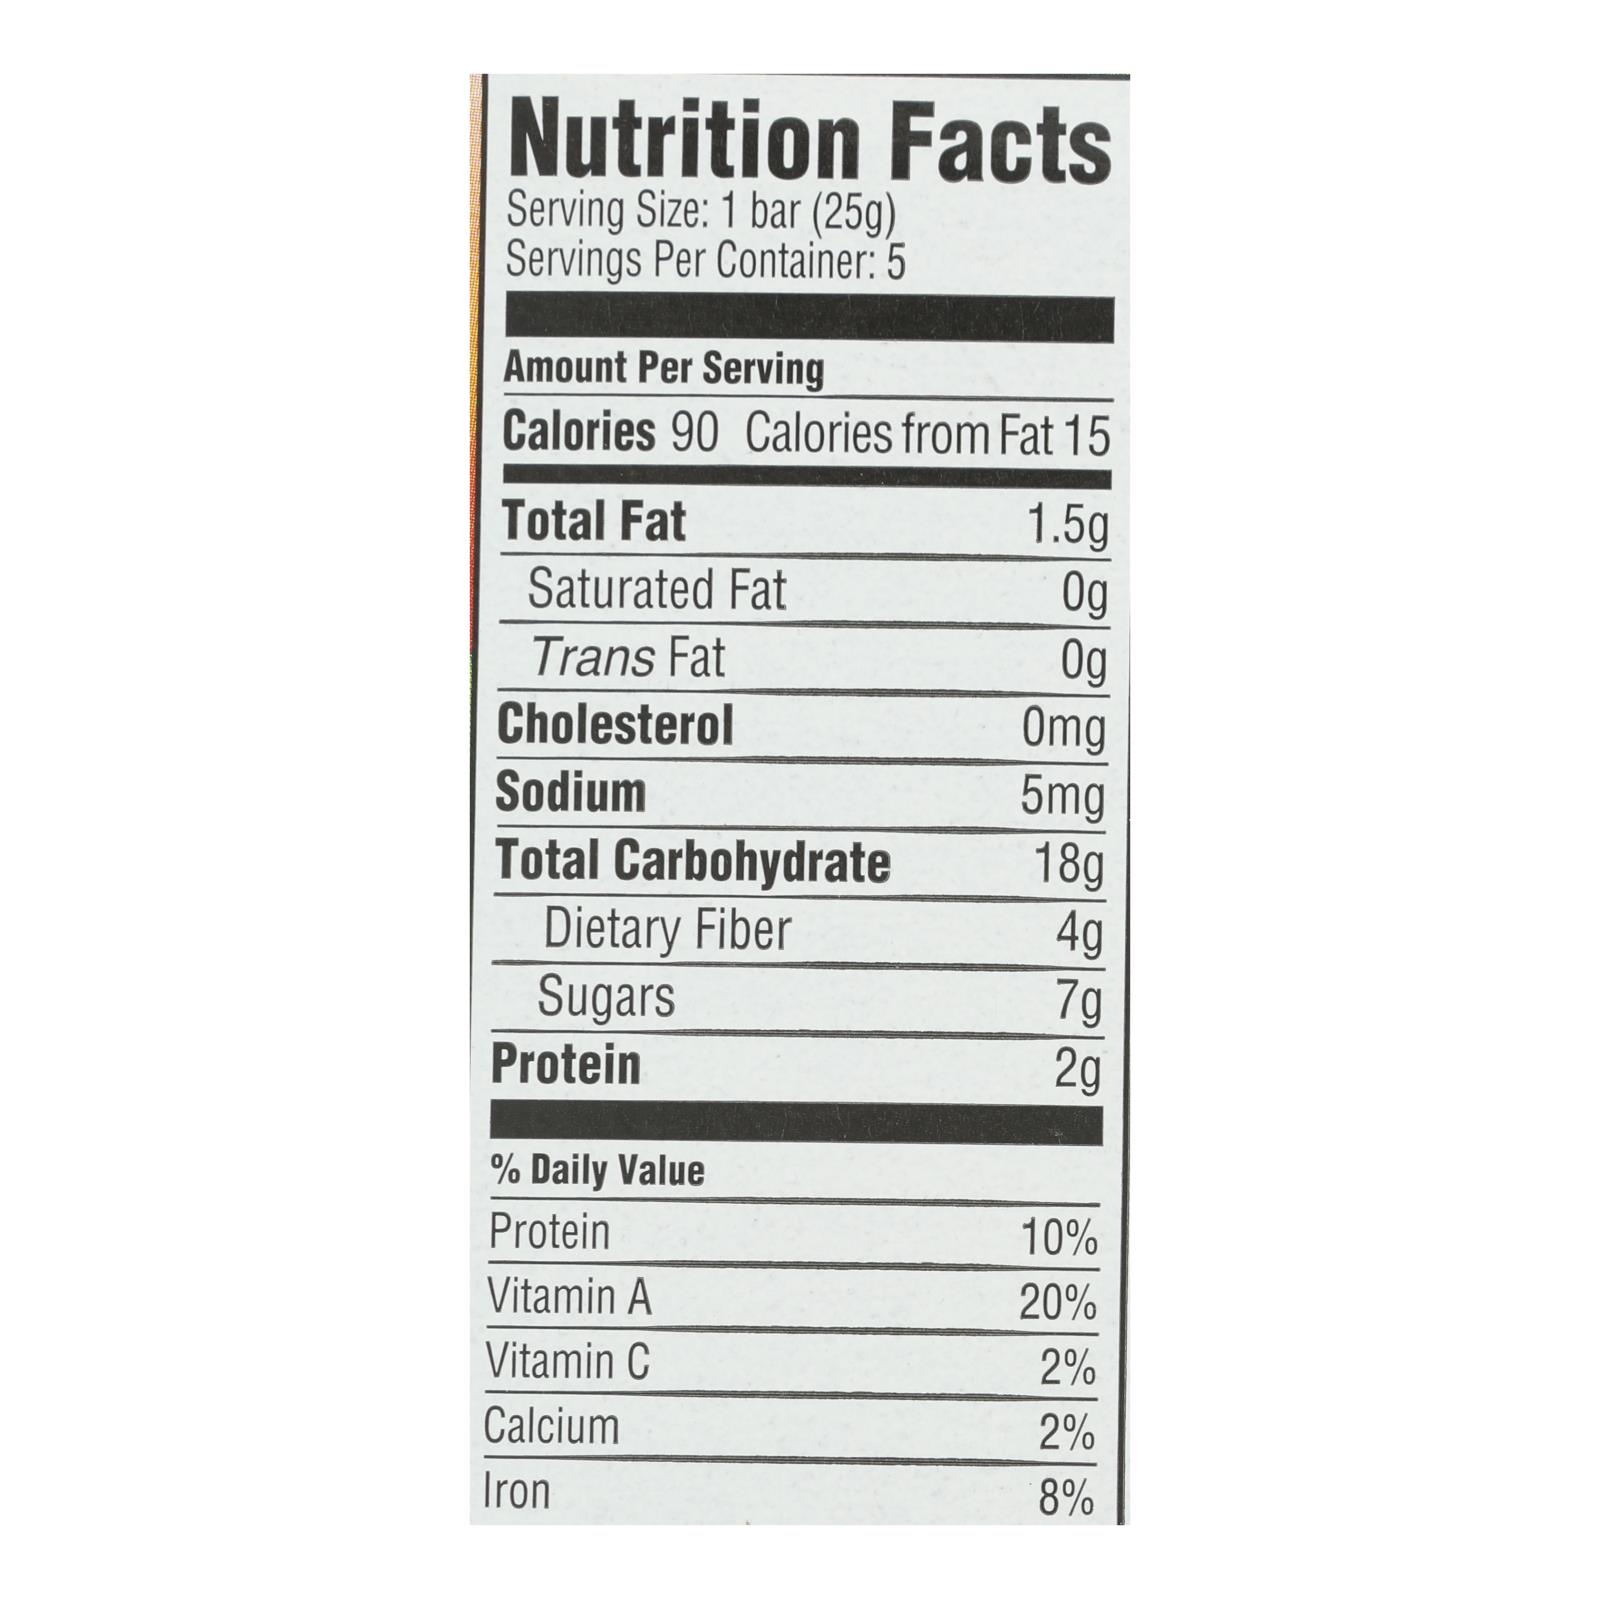 Nutrition Facts
Serving Size: 1 bar (25g)
Servings Per Container: 5
Amount Per Serving
Calories 90 Calories from Fat 15
Total Fat 1.5g
Saturated Fat 0g
Trans Fat 0g
Cholesterol 0mg
Sodium 5mg
Total Carbohydrate 18g
Dietary Fiber 4g
Sugars 7g
Protein 2g
% Daily Value
Protein 10%
Vitamin A 20%
Vitamin C 2%
Calcium 2%
Iron 8%